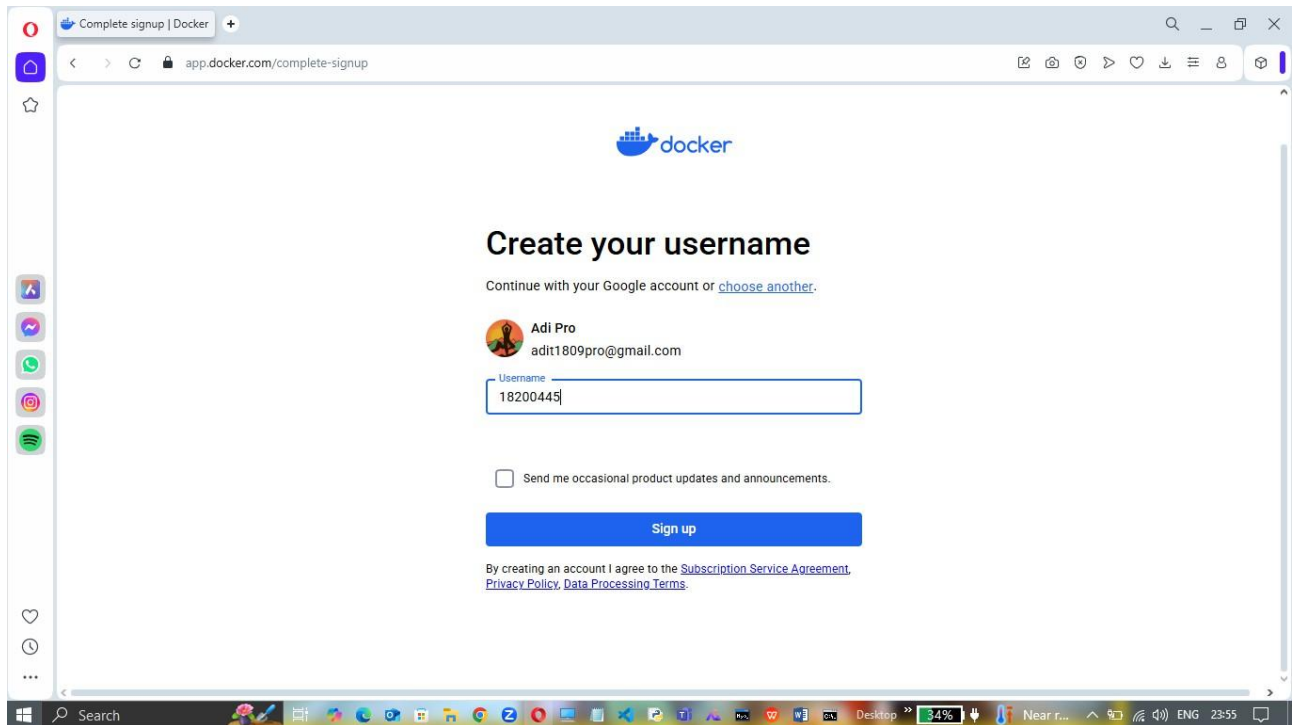 Complete signup | Docker
app.docker.com/complete-signup
docker
Create your username
Continue with your Google account or choose another.
Adi Pro
adit1809pro@gmail.com
Username
18200445
Send me occasional product updates and announcements.
Sign up
By creating an account I agree to the Subscription Service Agreement,
Privacy Policy, Data Processing Terms.
Search
Desktop
34%
Near r...
ENG
23:55